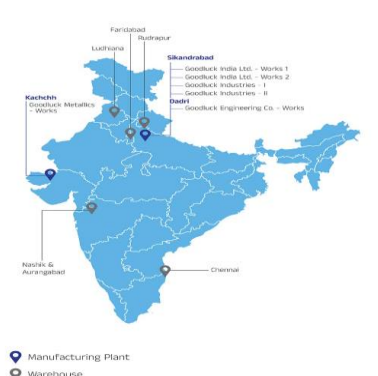 Faridabad
Rudrapur
Ludhiana
Sikandrabad
Goodluck India Ltd. - Works 1
Goodluck India Ltd. - Works 2
Goodluck Industries - I
Goodluck Industries - II
Dadri
Goodluck Engineering Co. - Works
Kachchh
Goodluck Metallics
- Works
Nashik &
Aurangabad
Chennai
Manufacturing Plant
Warehouse